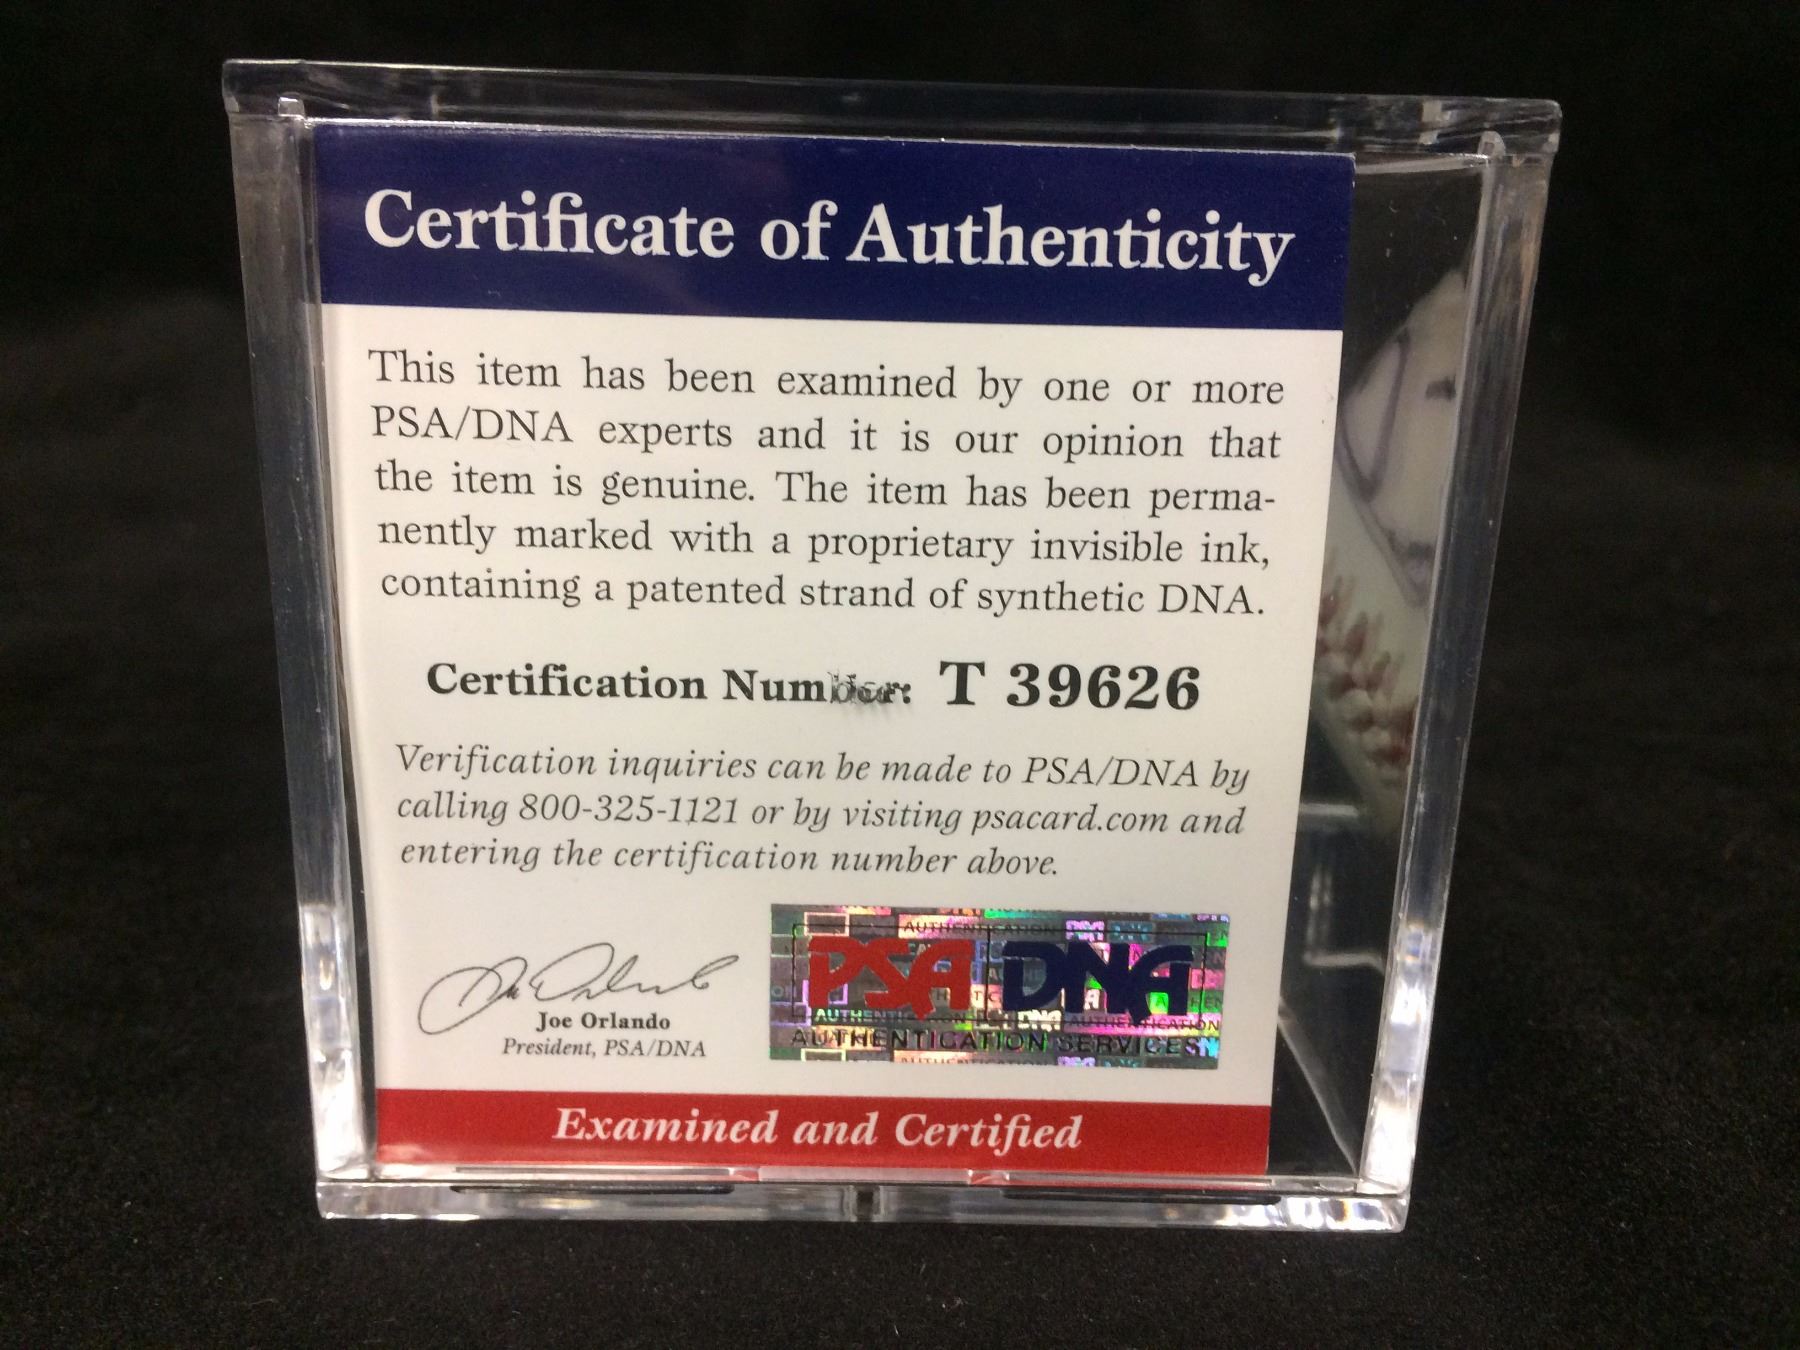 Certificate of Authenticity
This item has been examined by one or more
PSA/DNA experts and it is our opinion that
the item is genuine. The item has been perma-
nently marked with a proprietary invisible ink,
containing a patented strand of synthetic DNA.
Certification Number: T 39626
Verification inquiries can be made to PSA/DNA by
calling 800-325-1121 or by visiting psacard.com and
entering the certification number above.
Joe Orlando
President, PSA/DNA
PSA DNA
AUTHENTICATION SERVICES
Examined and Certified